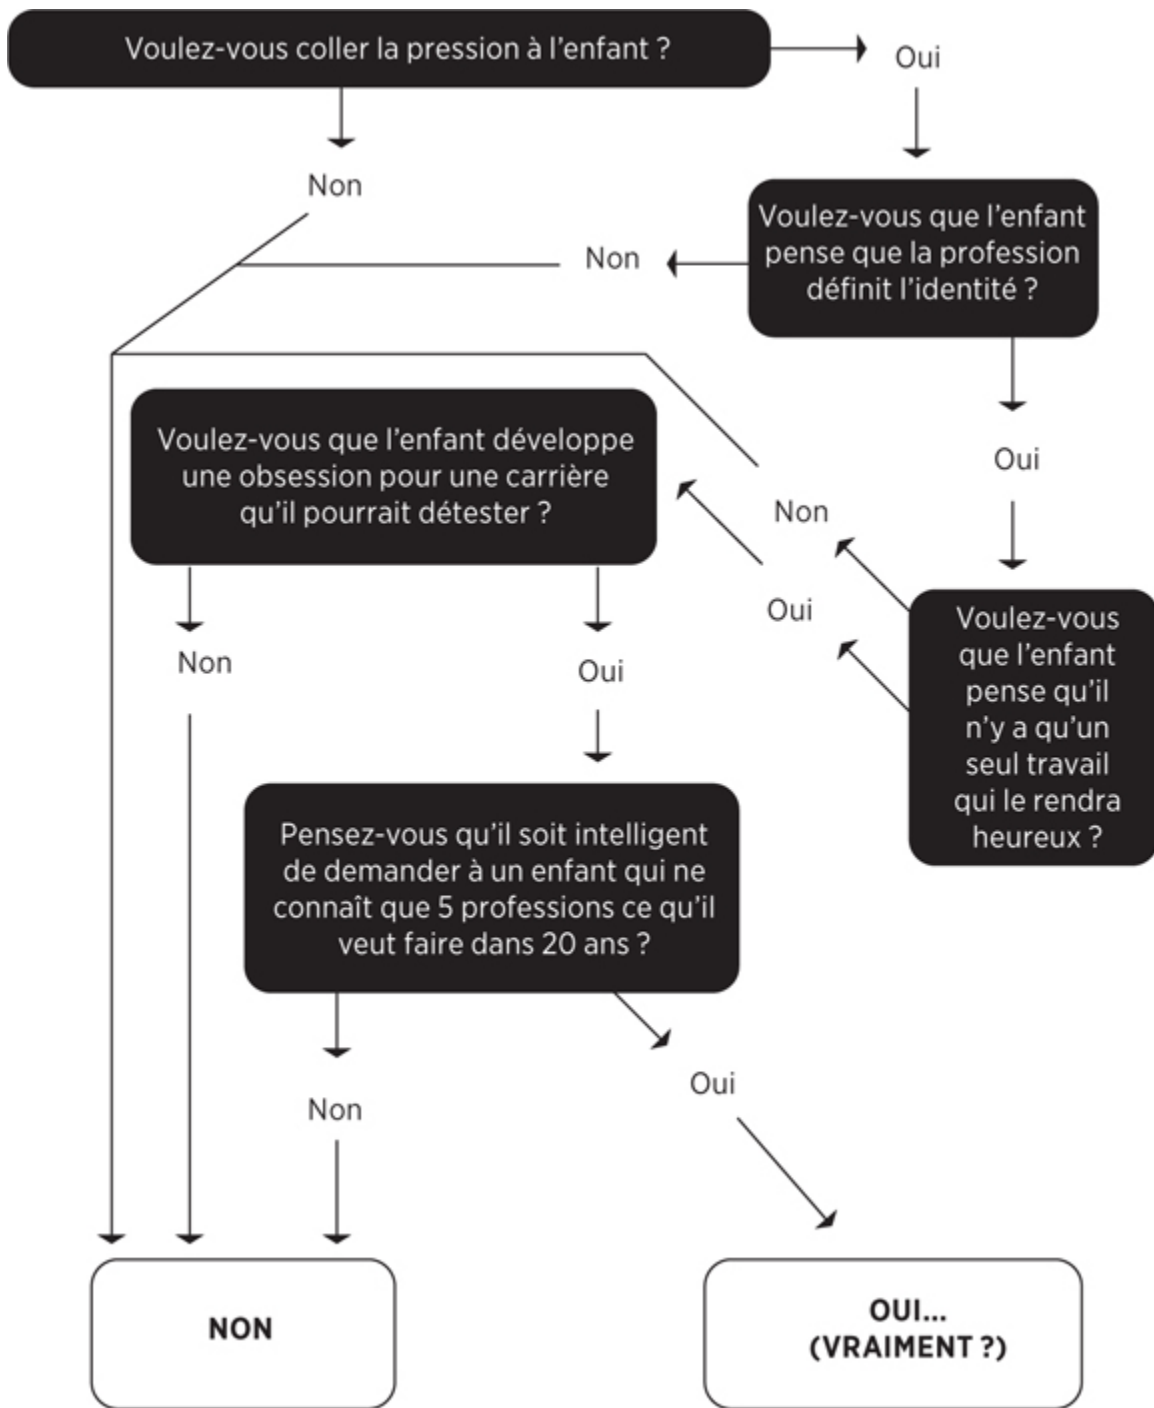 Voulez-vous coller la pression à l’enfant ?
Oui
Non
Voulez-vous que l’enfant
pense que la profession
définit l’identité ?
Non
Oui
Voulez-vous que l’enfant développe
une obsession pour une carrière
qu’il pourrait détester ?
Non
Oui
Voulez-vous
que l’enfant
pense qu’il
n’y a qu’un
seul travail
qui le rendra
heureux ?
Non
Oui
Pensez-vous qu’il soit intelligent
de demander à un enfant qui ne
connaît que 5 professions ce qu’il
veut faire dans 20 ans ?
Non
Oui
NON
OUI...
(VRAIMENT ?)